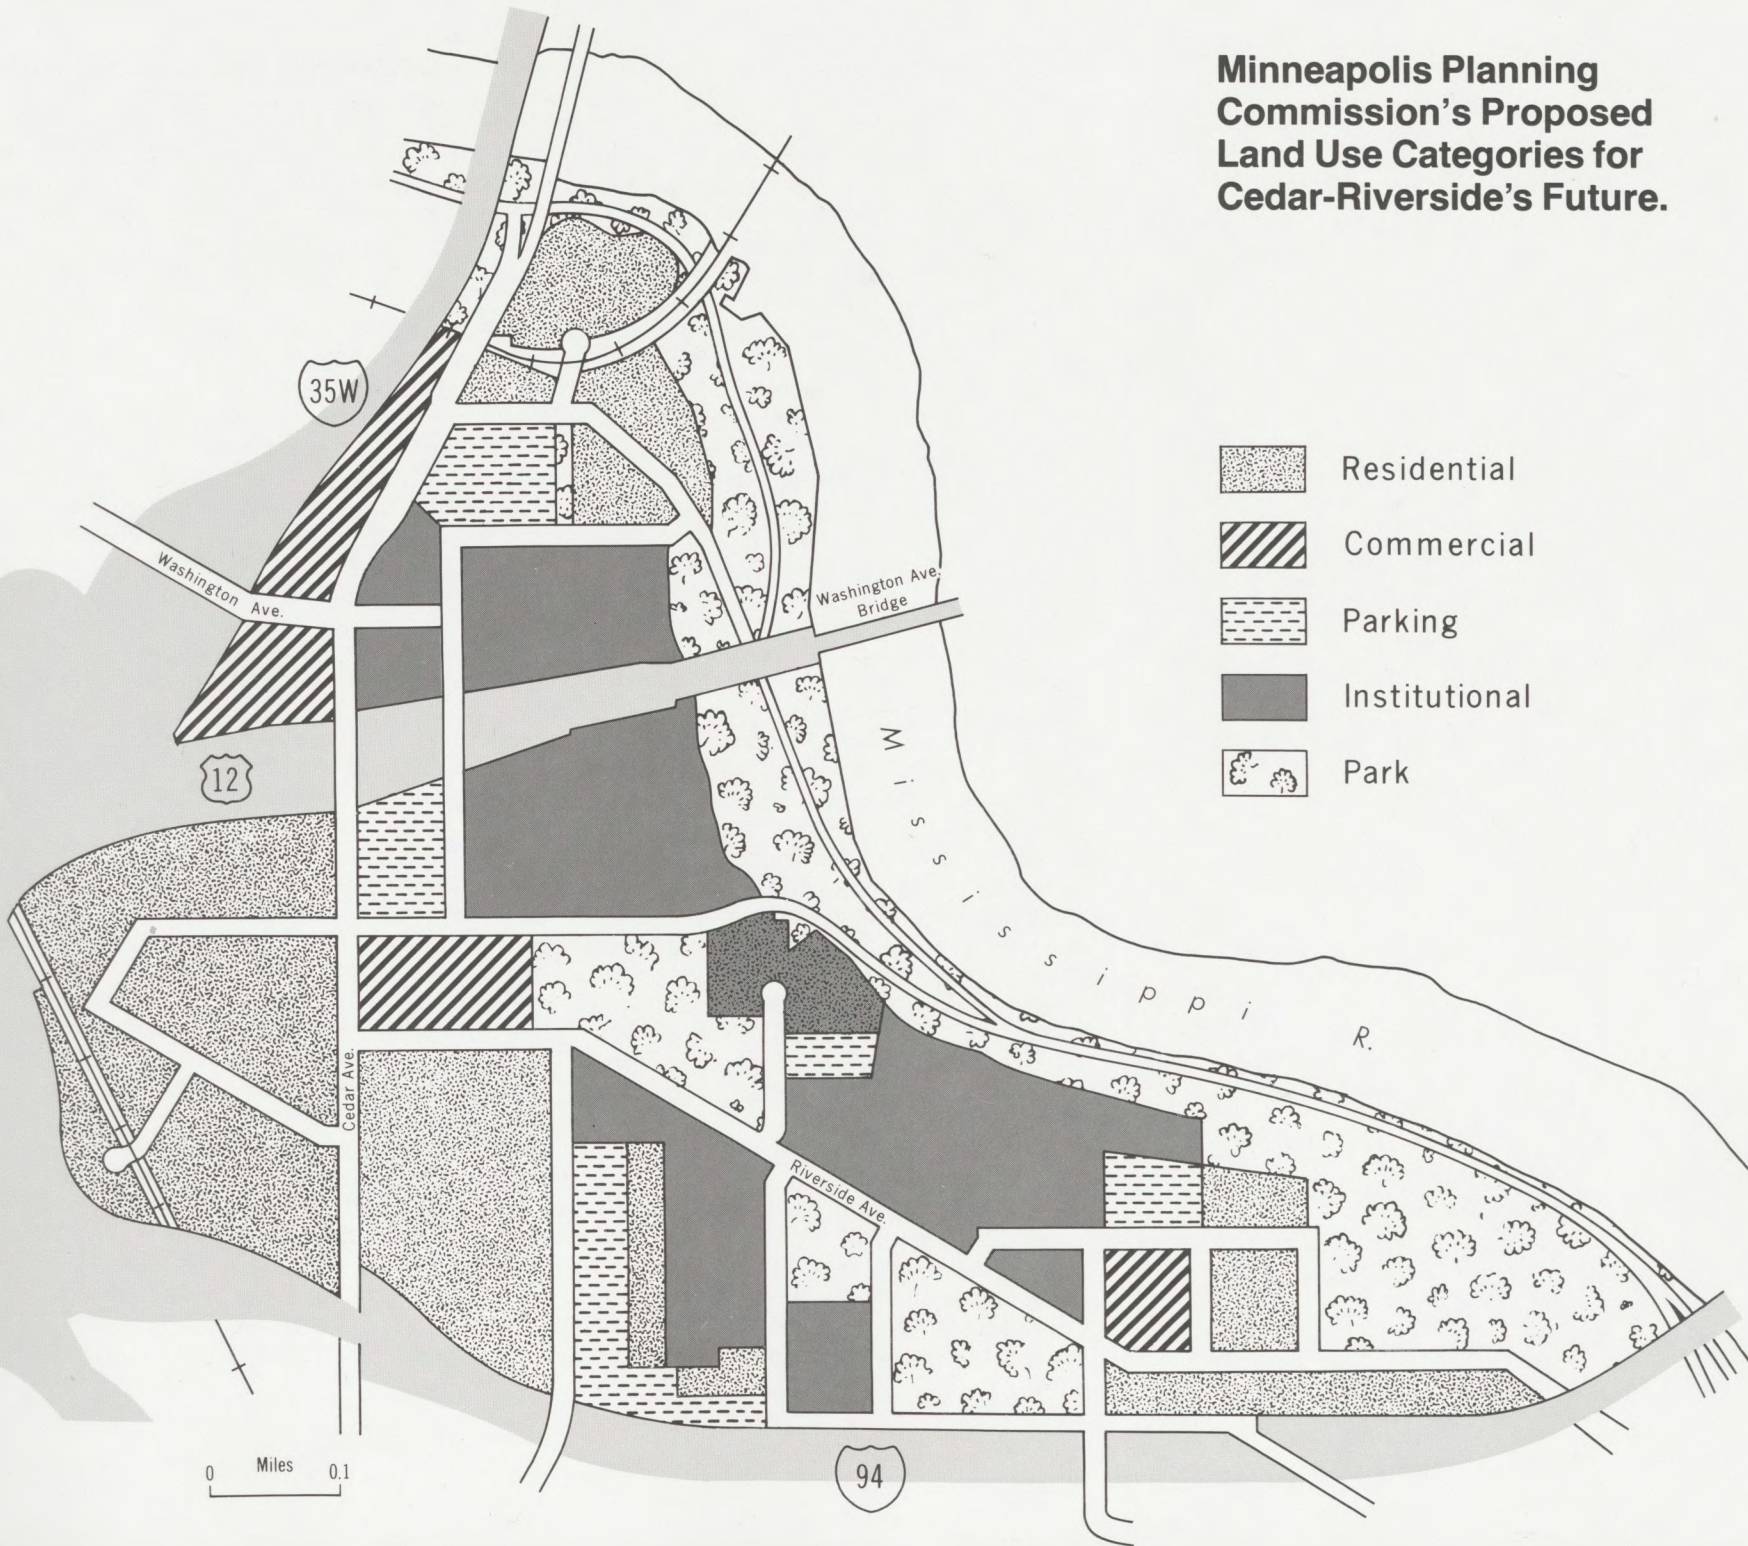 Minneapolis Planning
Commission's Proposed
Land Use Categories for
Cedar-Riverside's Future.
35W
Residential
Commercial
Washington Ave.
Washington Ave.
Bridge
Parking
Institutional
12
Park
Mississippi R.
Cedar Ave.
Riverside Ave.
0 Miles 0.1
94